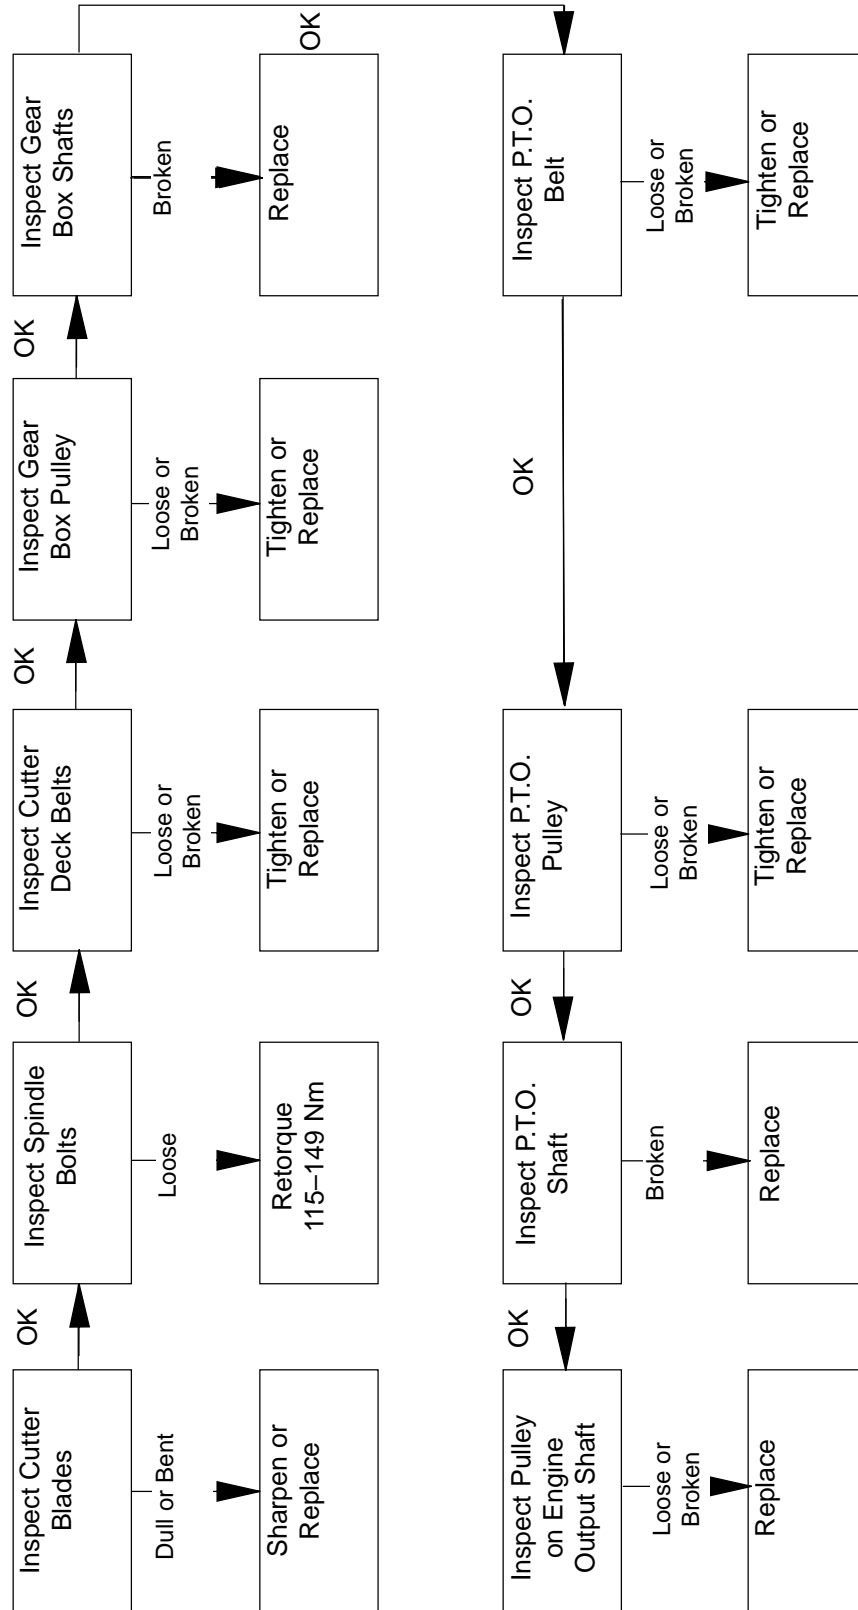 Inspect Cutter
Blades
OK
Inspect Spindle
Bolts
OK
Inspect Cutter
Deck Belts
OK
Inspect Gear
Box Pulley
OK
Inspect Gear
Box Shafts
OK
Dull or Bent
Loose
Loose or
Broken
Loose or
Broken
Broken
Sharpen or
Replace
Retorque
115–149 Nm
Tighten or
Replace
Tighten or
Replace
Replace
Inspect Pulley
on Engine
Output Shaft
OK
Inspect P.T.O.
Shaft
OK
Inspect P.T.O.
Pulley
OK
Inspect P.T.O.
Belt
Loose or
Broken
Broken
Loose or
Broken
Loose or
Broken
Replace
Replace
Tighten or
Replace
Tighten or
Replace